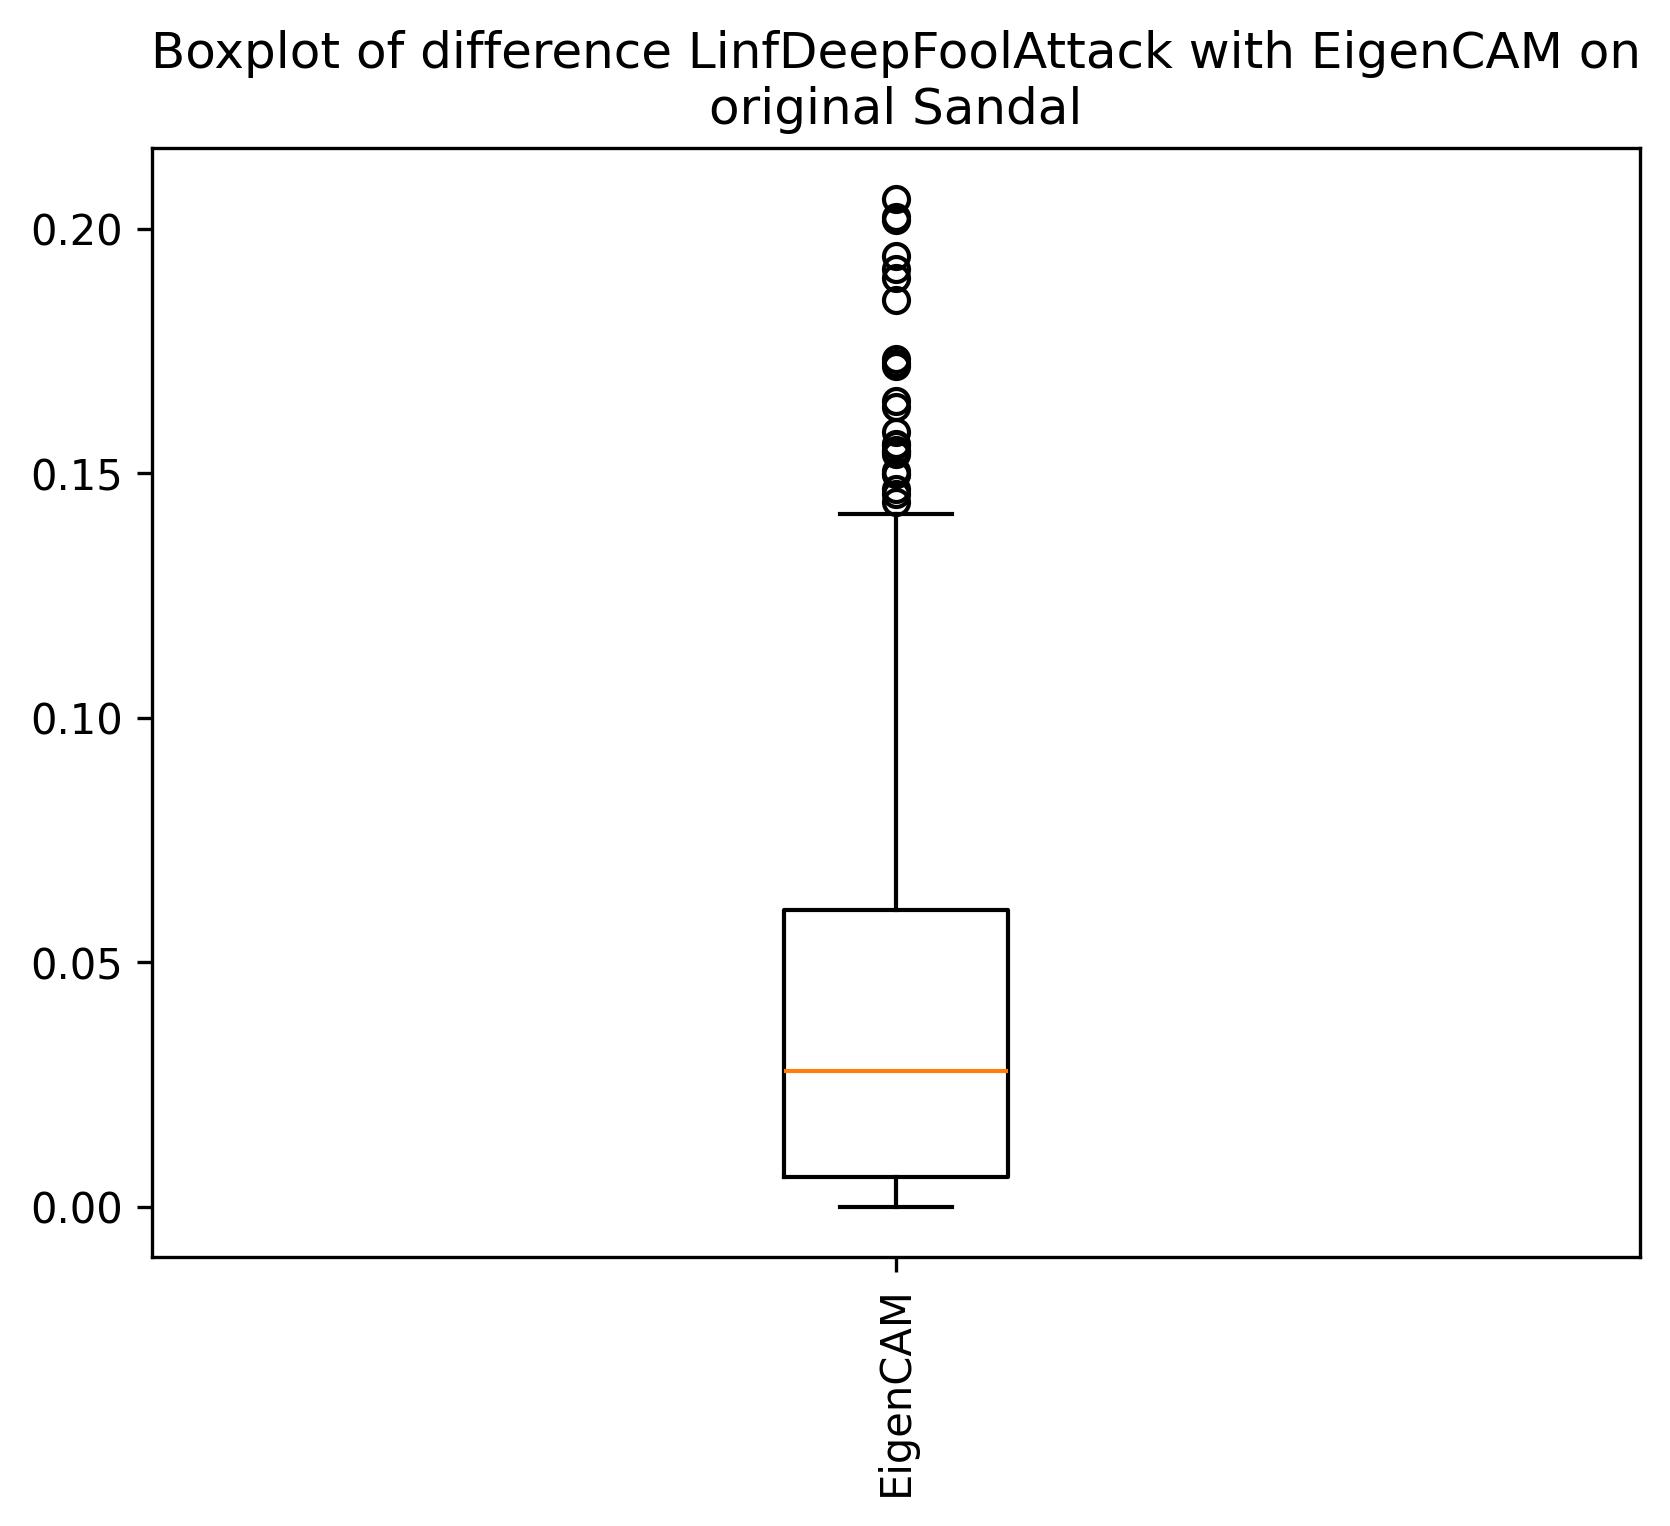 Boxplot of difference LinfDeepFoolAttack with EigenCAM on
original Sandal
0.20
0.15
0.10
0.05
0.00
EigenCAM